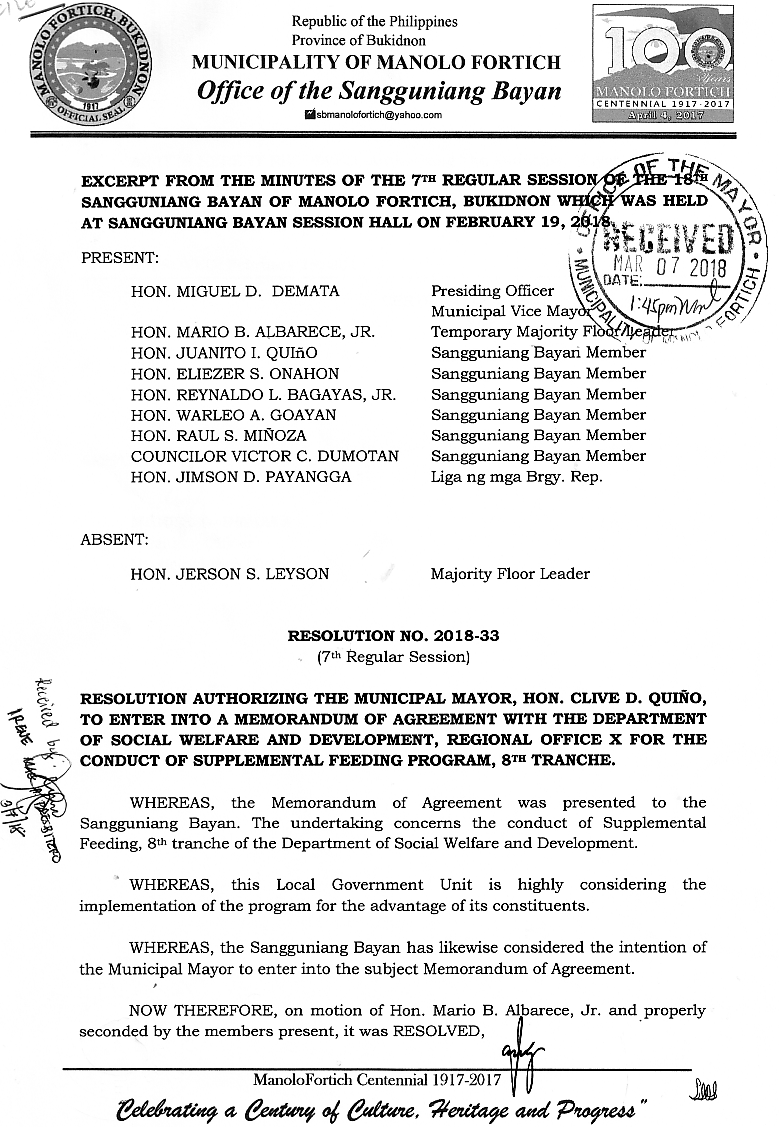 Republic of the Philippines
Province of Bukidnon
MUNICIPALITY OF MANOLO FORTICH
Office of the Sangguniang Bayan
sbmanolofortich@yahoo.com
MANOLO FORTICH, BUKIDNON
1917
OFFICIAL SEAL
100
Years
MANOLO FORTICH
CENTENNIAL 1917-2017
April 4, 2017
EXCERPT FROM THE MINUTES OF THE 7TH REGULAR SESSION OF THE 18TH
SANGGUNIANG BAYAN OF MANOLO FORTICH, BUKIDNON WHICH WAS HELD
AT SANGGUNIANG BAYAN SESSION HALL ON FEBRUARY 19, 2018.
OFFICE OF THE MAYOR
RECEIVED
MAR 07 2018
DATE:
1:45pm
PRESENT:
HON. MIGUEL D. DEMATA Presiding Officer
Municipal Vice Mayor
HON. MARIO B. ALBARECE, JR. Temporary Majority Floor Leader
HON. JUANITO I. QUIñO Sangguniang Bayan Member
HON. ELIEZER S. ONAHON Sangguniang Bayan Member
HON. REYNALDO L. BAGAYAS, JR. Sangguniang Bayan Member
HON. WARLEO A. GOAYAN Sangguniang Bayan Member
HON. RAUL S. MIÑOZA Sangguniang Bayan Member
COUNCILOR VICTOR C. DUMOTAN Sangguniang Bayan Member
HON. JIMSON D. PAYANGGA Liga ng mga Brgy. Rep.
ABSENT:
HON. JERSON S. LEYSON Majority Floor Leader
RESOLUTION NO. 2018-33
(7th Regular Session)
RESOLUTION AUTHORIZING THE MUNICIPAL MAYOR, HON. CLIVE D. QUIÑO,
TO ENTER INTO A MEMORANDUM OF AGREEMENT WITH THE DEPARTMENT
OF SOCIAL WELFARE AND DEVELOPMENT, REGIONAL OFFICE X FOR THE
CONDUCT OF SUPPLEMENTAL FEEDING PROGRAM, 8TH TRANCHE.
Received by:
3/7/18
WHEREAS, the Memorandum of Agreement was presented to the
Sangguniang Bayan. The undertaking concerns the conduct of Supplemental
Feeding, 8th tranche of the Department of Social Welfare and Development.
WHEREAS, this Local Government Unit is highly considering the
implementation of the program for the advantage of its constituents.
WHEREAS, the Sangguniang Bayan has likewise considered the intention of
the Municipal Mayor to enter into the subject Memorandum of Agreement.
NOW THEREFORE, on motion of Hon. Mario B. Albarece, Jr. and properly
seconded by the members present, it was RESOLVED,
ManoloFortich Centennial 1917-2017
"Celebrating a Century of Culture, Heritage and Progress"